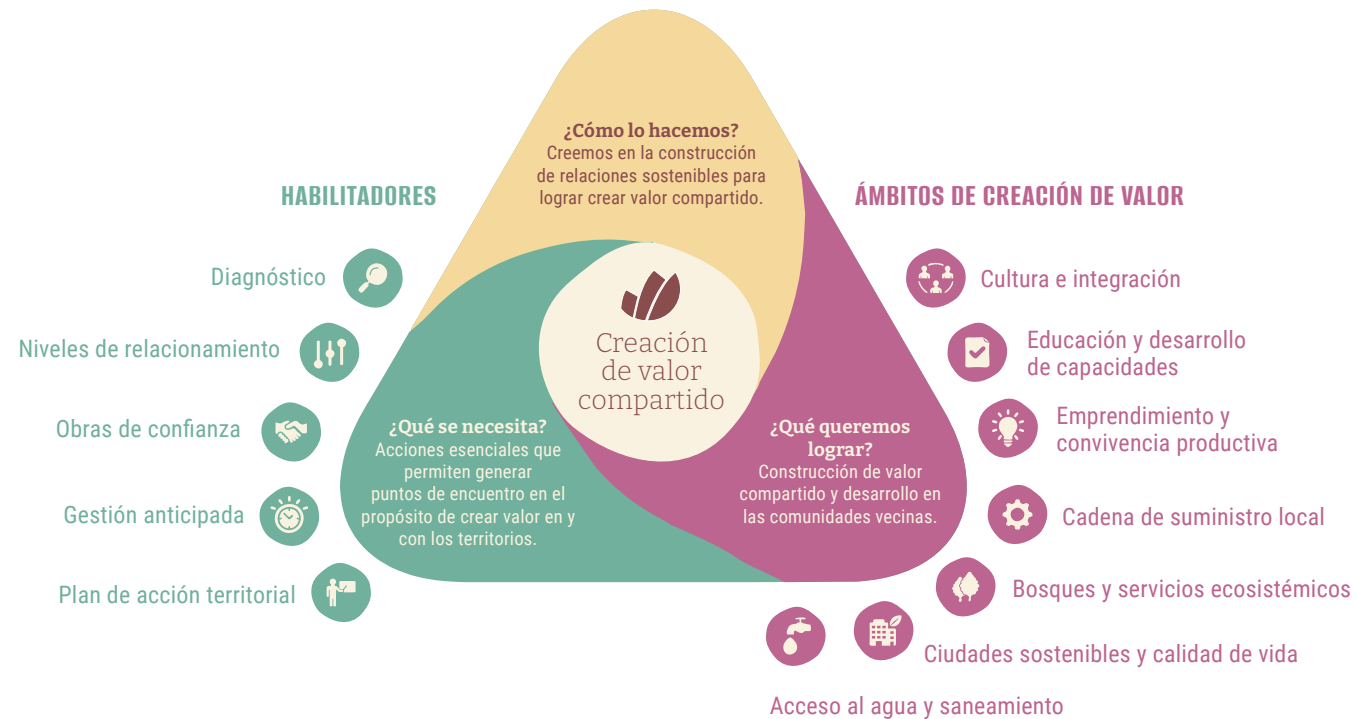 ¿Cómo lo hacemos?
Creemos en la construcción
de relaciones sostenibles para
lograr crear valor compartido.
HABILITADORES
Diagnóstico
Niveles de relacionamiento
Obras de confianza
Gestión anticipada
Plan de acción territorial
Creación
de valor
compartido
¿Qué se necesita?
Acciones esenciales que
permiten generar
puntos de encuentro en el
propósito de crear valor en y
con los territorios.
¿Qué queremos
lograr?
Construcción de valor
compartido y desarrollo en
las comunidades vecinas.
ÁMBITOS DE CREACIÓN DE VALOR
Cultura e integración
Educación y desarrollo
de capacidades
Emprendimiento y
convivencia productiva
Cadena de suministro local
Bosques y servicios ecosistémicos
Ciudades sostenibles y calidad de vida
Acceso al agua y saneamiento